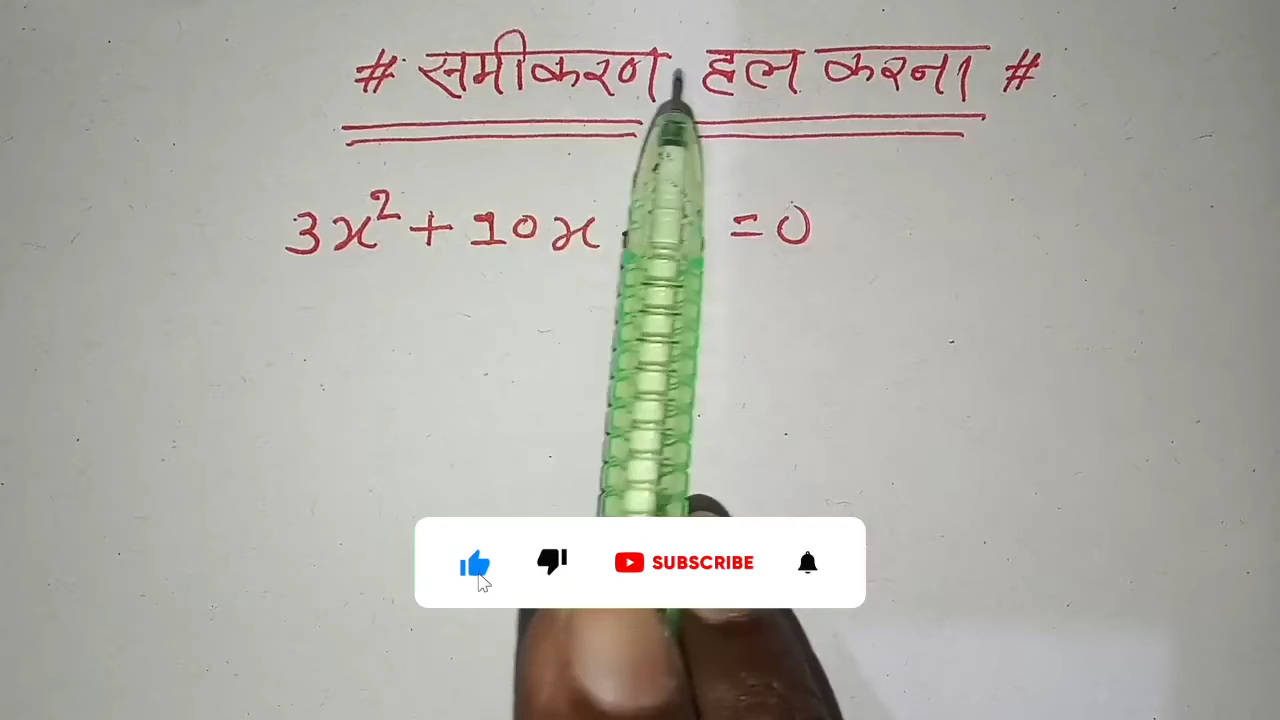 # समीकरण हल करना #
3x² + 10x = 0
SUBSCRIBE